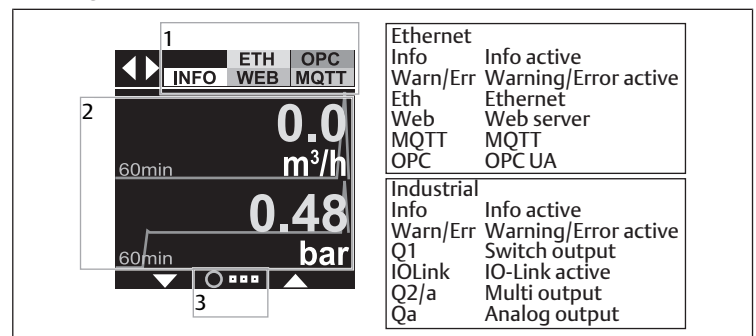 1
ETH OPC
INFO WEB MQTT
2
0.0
60min m³/h
0.48
60min bar
3
Ethernet
Info Info active
Warn/Err Warning/Error active
Eth Ethernet
Web Web server
MQTT MQTT
OPC OPC UA
Industrial
Info Info active
Warn/Err Warning/Error active
Q1 Switch output
IOLink IO-Link active
Q2/a Multi output
Qa Analog output